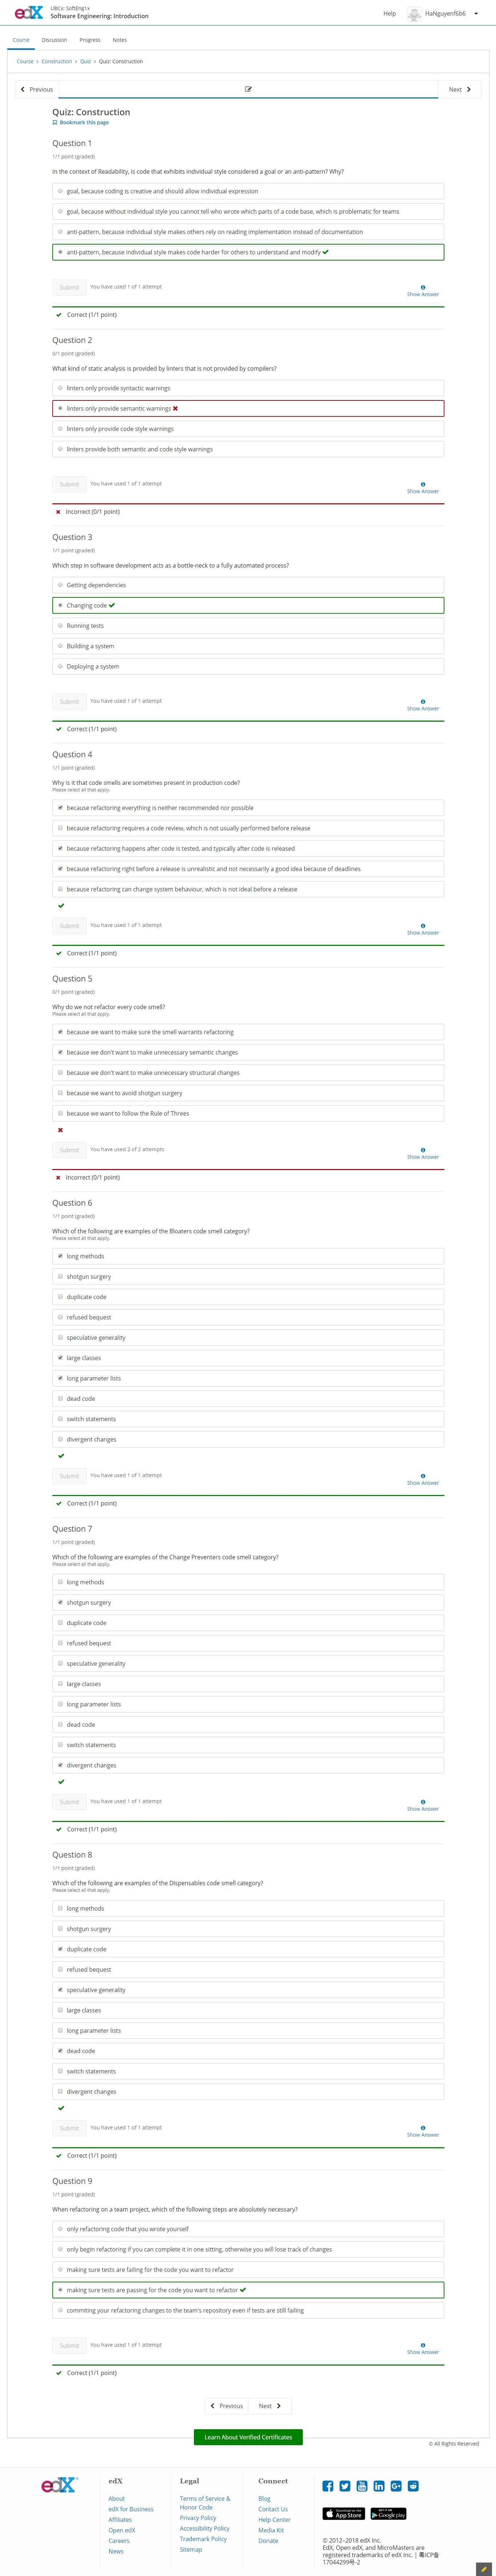 edX
UBCx: SoftEng1x
Software Engineering: Introduction
Help
HaNguyenf6b6
Course
Discussion
Progress
Notes
Course > Construction > Quiz > Quiz: Construction
Previous
Next
Quiz: Construction
Bookmark this page
Question 1
1/1 point (graded)
In the context of Readability, is code that exhibits individual style considered a goal or an anti-pattern? Why?
goal, because coding is creative and should allow individual expression
goal, because without individual style you cannot tell who wrote which parts of a code base, which is problematic for teams
anti-pattern, because individual style makes others rely on reading implementation instead of documentation
anti-pattern, because individual style makes code harder for others to understand and modify
Submit
You have used 1 of 1 attempt
Show Answer
Correct (1/1 point)
Question 2
0/1 point (graded)
What kind of static analysis is provided by linters that is not provided by compilers?
linters only provide syntactic warnings
linters only provide semantic warnings
linters only provide code style warnings
linters provide both semantic and code style warnings
Submit
You have used 1 of 1 attempt
Show Answer
Incorrect (0/1 point)
Question 3
1/1 point (graded)
Which step in software development acts as a bottle-neck to a fully automated process?
Getting dependencies
Changing code
Running tests
Building a system
Deploying a system
Submit
You have used 1 of 1 attempt
Show Answer
Correct (1/1 point)
Question 4
1/1 point (graded)
Why is it that code smells are sometimes present in production code?
Please select all that apply.
because refactoring everything is neither recommended nor possible
because refactoring requires a code review, which is not usually performed before release
because refactoring happens after code is tested, and typically after code is released
because refactoring right before a release is unrealistic and not necessarily a good idea because of deadlines
because refactoring can change system behaviour, which is not ideal before a release
Submit
You have used 1 of 1 attempt
Show Answer
Correct (1/1 point)
Question 5
0/1 point (graded)
Why do we not refactor every code smell?
Please select all that apply.
because we want to make sure the smell warrants refactoring
because we don't want to make unnecessary semantic changes
because we don't want to make unnecessary structural changes
because we want to avoid shotgun surgery
because we want to follow the Rule of Threes
Submit
You have used 2 of 2 attempts
Show Answer
Incorrect (0/1 point)
Question 6
1/1 point (graded)
Which of the following are examples of the Bloaters code smell category?
Please select all that apply.
long methods
shotgun surgery
duplicate code
refused bequest
speculative generality
large classes
long parameter lists
dead code
switch statements
divergent changes
Submit
You have used 1 of 1 attempt
Show Answer
Correct (1/1 point)
Question 7
1/1 point (graded)
Which of the following are examples of the Change Preventers code smell category?
Please select all that apply.
long methods
shotgun surgery
duplicate code
refused bequest
speculative generality
large classes
long parameter lists
dead code
switch statements
divergent changes
Submit
You have used 1 of 1 attempt
Show Answer
Correct (1/1 point)
Question 8
1/1 point (graded)
Which of the following are examples of the Dispensables code smell category?
Please select all that apply.
long methods
shotgun surgery
duplicate code
refused bequest
speculative generality
large classes
long parameter lists
dead code
switch statements
divergent changes
Submit
You have used 1 of 1 attempt
Show Answer
Correct (1/1 point)
Question 9
1/1 point (graded)
When refactoring on a team project, which of the following steps are absolutely necessary?
only refactoring code that you wrote yourself
only begin refactoring if you can complete it in one sitting, otherwise you will lose track of changes
making sure tests are failing for the code you want to refactor
making sure tests are passing for the code you want to refactor
commiting your refactoring changes to the team's repository even if tests are still failing
Submit
You have used 1 of 1 attempt
Show Answer
Correct (1/1 point)
Previous
Next
Learn About Verified Certificates
© All Rights Reserved
edX
edX
About
edX for Business
Affiliates
Open edX
Careers
News
Legal
Terms of Service &
Honor Code
Privacy Policy
Accessibility Policy
Trademark Policy
Sitemap
Connect
Blog
Contact Us
Help Center
Media Kit
Donate
App Store
Google play
© 2012–2018 edX Inc.
EdX, Open edX, and MicroMasters are
registered trademarks of edX Inc. | 粤ICP备
17044299号-2